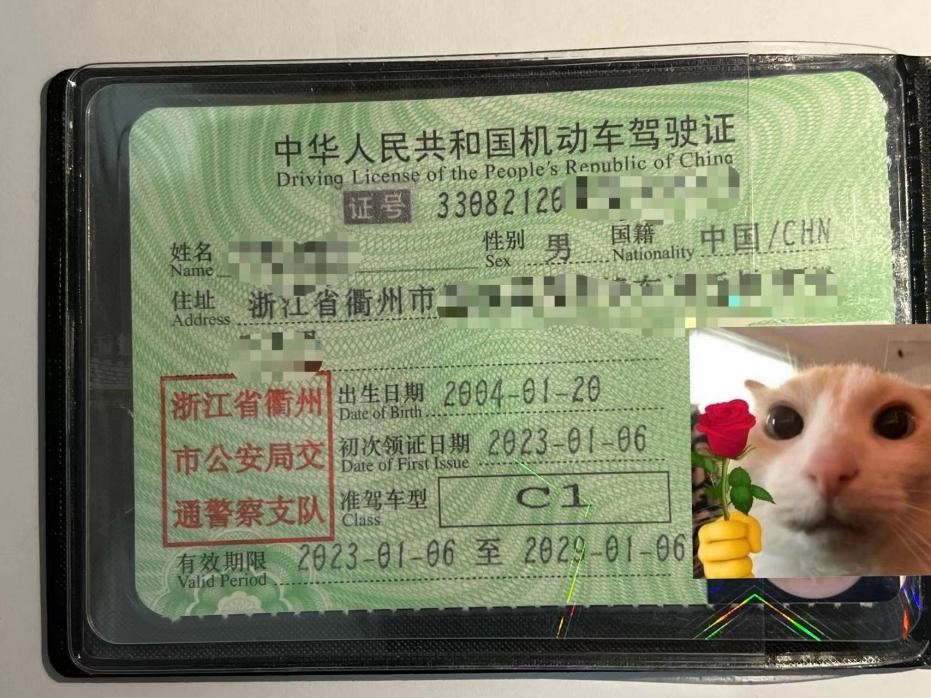 中华人民共和国机动车驾驶证
Driving License of the People's Republic of China
证号 33082120
姓名 性别 男 国籍 中国/CHN
Name Sex Nationality
住址 浙江省衢州市
Address
浙江省衢州
市公安局交
通警察支队
出生日期 2004-01-20
Date of Birth
初次领证日期 2023-01-06
Date of First Issue
准驾车型 C1
Class
有效期限 2023-01-06 至 2029-01-06
Valid Period